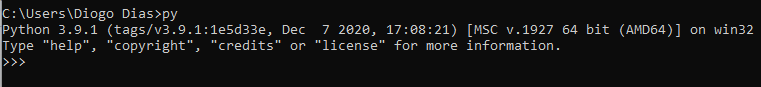 C:\Users\Diogo Dias>py
Python 3.9.1 (tags/v3.9.1:1e5d33e, Dec  7 2020, 17:08:21) [MSC v.1927 64 bit (AMD64)] on win32
Type "help", "copyright", "credits" or "license" for more information.
>>>